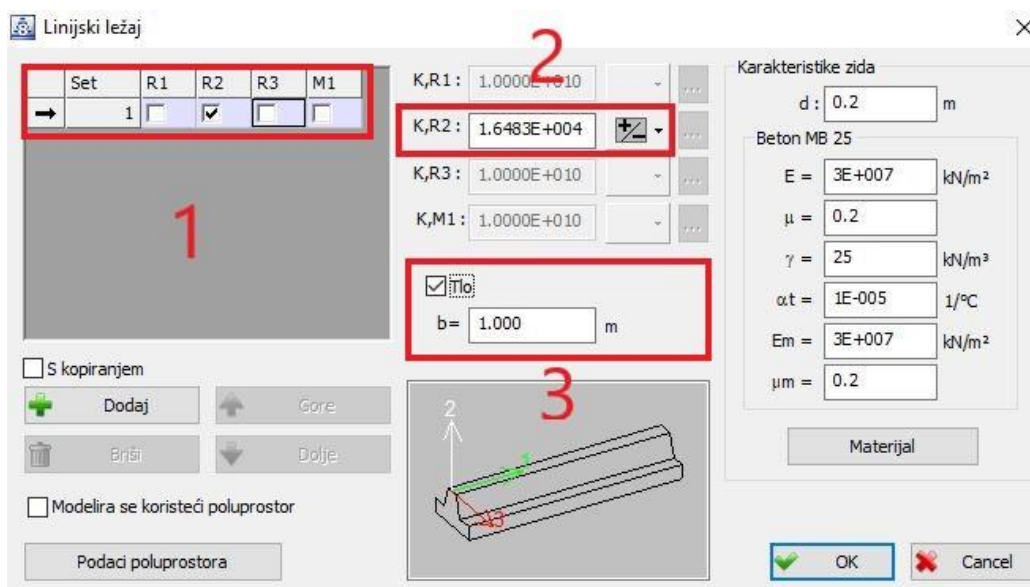 Linijski ležaj
Set R1 R2 R3 M1
1
1
2
K,R1: 1.0000E+010 ...
K,R2: 1.6483E+004 ...
K,R3: 1.0000E+010 ...
K,M1: 1.0000E+010 ...
Tlo
b= 1.000 m
3
2
1
3
S kopiranjem
Dodaj
Gore
Briši
Dolje
Modelira se koristeći poluprostor
Podaci poluprostora
Karakteristike zida
d: 0.2 m
Beton MB 25
E = 3E+007 kN/m²
μ = 0.2
γ = 25 kN/m³
αt = 1E-005 1/°C
Em = 3E+007 kN/m²
μm = 0.2
Materijal
OK
Cancel